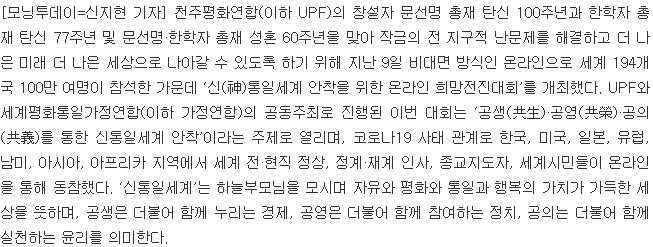 [모닝투데이=신지현 기자] 천주평화연합(이하 UPF)의 창설자 문선명 총재 탄신 100주년과 한학자 총
재 탄신 77주년 및 문선명·한학자 총재 성혼 60주년을 맞아 작금의 전 지구적 난문제를 해결하고 더 나
은 미래 더 나은 세상으로 나아갈 수 있도록 하기 위해 지난 9일 비대면 방식인 온라인으로 세계 194개
국 100만 여명이 참석한 가운데 ‘신(神)통일세계 안착을 위한 온라인 희망전진대회’를 개최했다. UPF와
세계평화통일가정연합(이하 가정연합)의 공동주최로 진행된 이번 대회는 ‘공생(共生)·공영(共榮)·공의
(共義)를 통한 신통일세계 안착’이라는 주제로 열리며, 코로나19 사태 관계로 한국, 미국, 일본, 유럽,
남미, 아시아, 아프리카 지역에서 세계 전·현직 정상, 정계·재계 인사, 종교지도자, 세계시민들이 온라인
을 통해 동참했다. ‘신통일세계’는 하늘부모님을 모시며 자유와 평화와 통일과 행복의 가치가 가득한 세
상을 뜻하며, 공생은 더불어 함께 누리는 경제, 공영은 더불어 함께 참여하는 정치, 공의는 더불어 함께
실천하는 윤리를 의미한다.